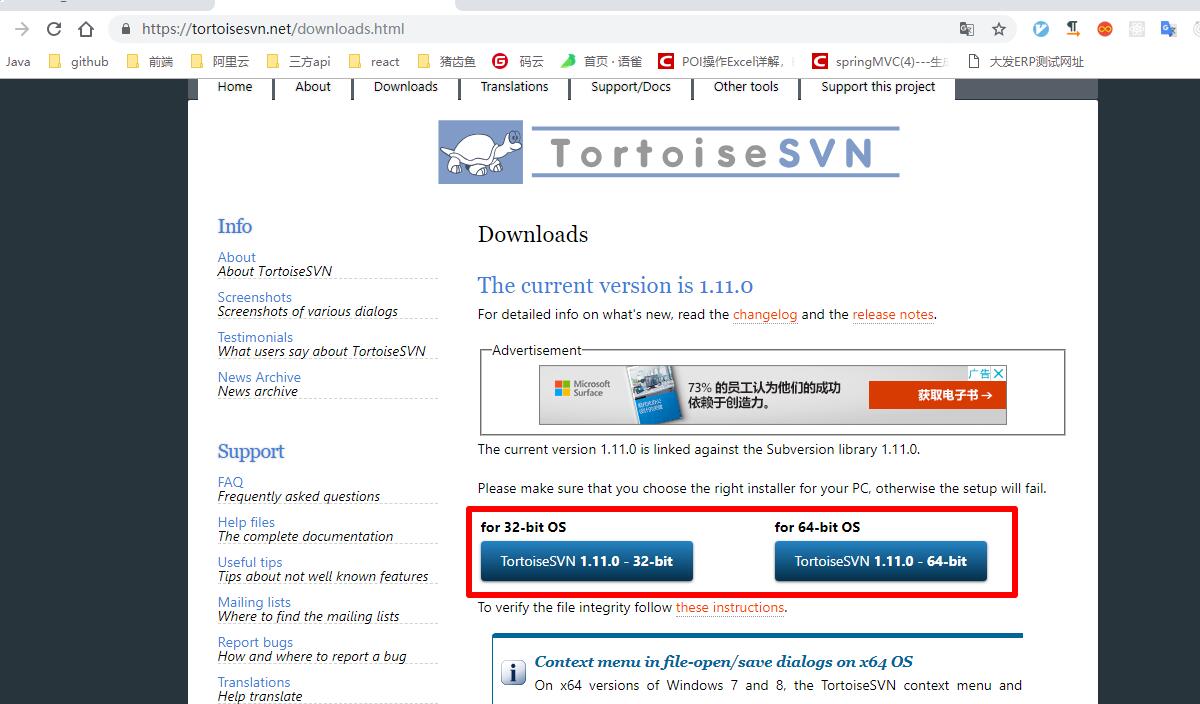 https://tortoisesvn.net/downloads.html
Java github 前端 阿里云 三方api react 猪齿鱼 码云 首页 · 语雀 POI操作Excel详解, springMVC(4)---生 大发ERP测试网址
Home About Downloads Translations Support/Docs Other tools Support this project
TortoiseSVN
Info
About
About TortoiseSVN
Screenshots
Screenshots of various dialogs
Testimonials
What users say about TortoiseSVN
News Archive
News archive
Support
FAQ
Frequently asked questions
Help files
The complete documentation
Useful tips
Tips about not well known features
Mailing lists
Where to find the mailing lists
Report bugs
How and where to report a bug
Translations
Help translate
Downloads
The current version is 1.11.0
For detailed info on what's new, read the changelog and the release notes.
Advertisement
Microsoft
Surface
73% 的员工认为他们的成功
依赖于创造力。
广告
获取电子书 →
The current version 1.11.0 is linked against the Subversion library 1.11.0.
Please make sure that you choose the right installer for your PC, otherwise the setup will fail.
for 32-bit OS for 64-bit OS
TortoiseSVN 1.11.0 - 32-bit TortoiseSVN 1.11.0 - 64-bit
To verify the file integrity follow these instructions.
Context menu in file-open/save dialogs on x64 OS
On x64 versions of Windows 7 and 8, the TortoiseSVN context menu and